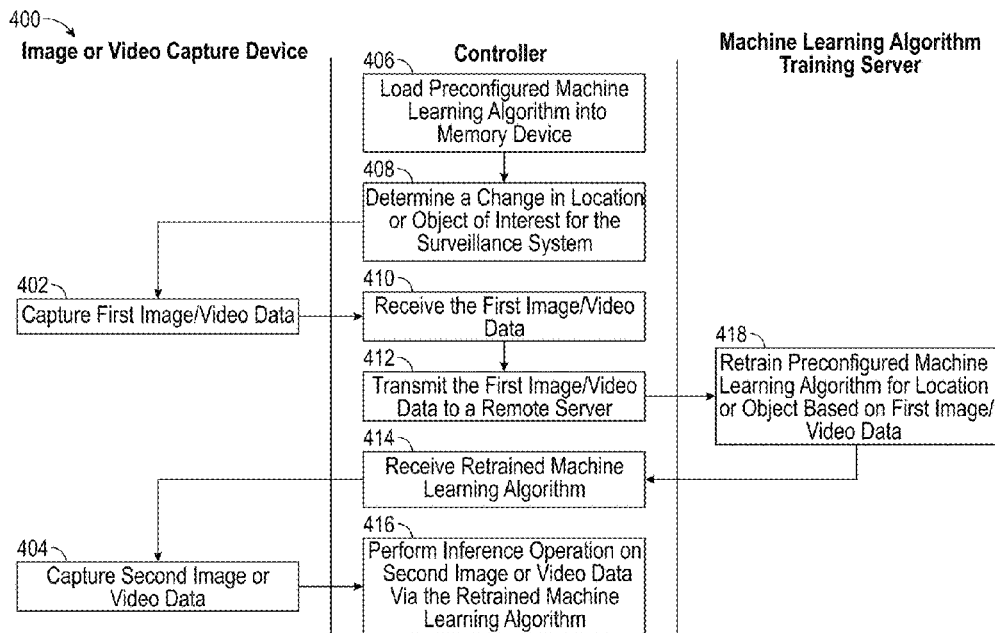 400
Image or Video Capture Device
Controller
Machine Learning Algorithm
Training Server
406
Load Preconfigured Machine
Learning Algorithm into
Memory Device
408
Determine a Change in Location
or Object of Interest for the
Surveillance System
402
Capture First Image/Video Data
410
Receive the First Image/Video
Data
412
Transmit the First Image/Video
Data to a Remote Server
418
Retrain Preconfigured Machine
Learning Algorithm for Location
or Object Based on First Image/
Video Data
414
Receive Retrained Machine
Learning Algorithm
404
Capture Second Image or
Video Data
416
Perform Inference Operation on
Second Image or Video Data
Via the Retrained Machine
Learning Algorithm